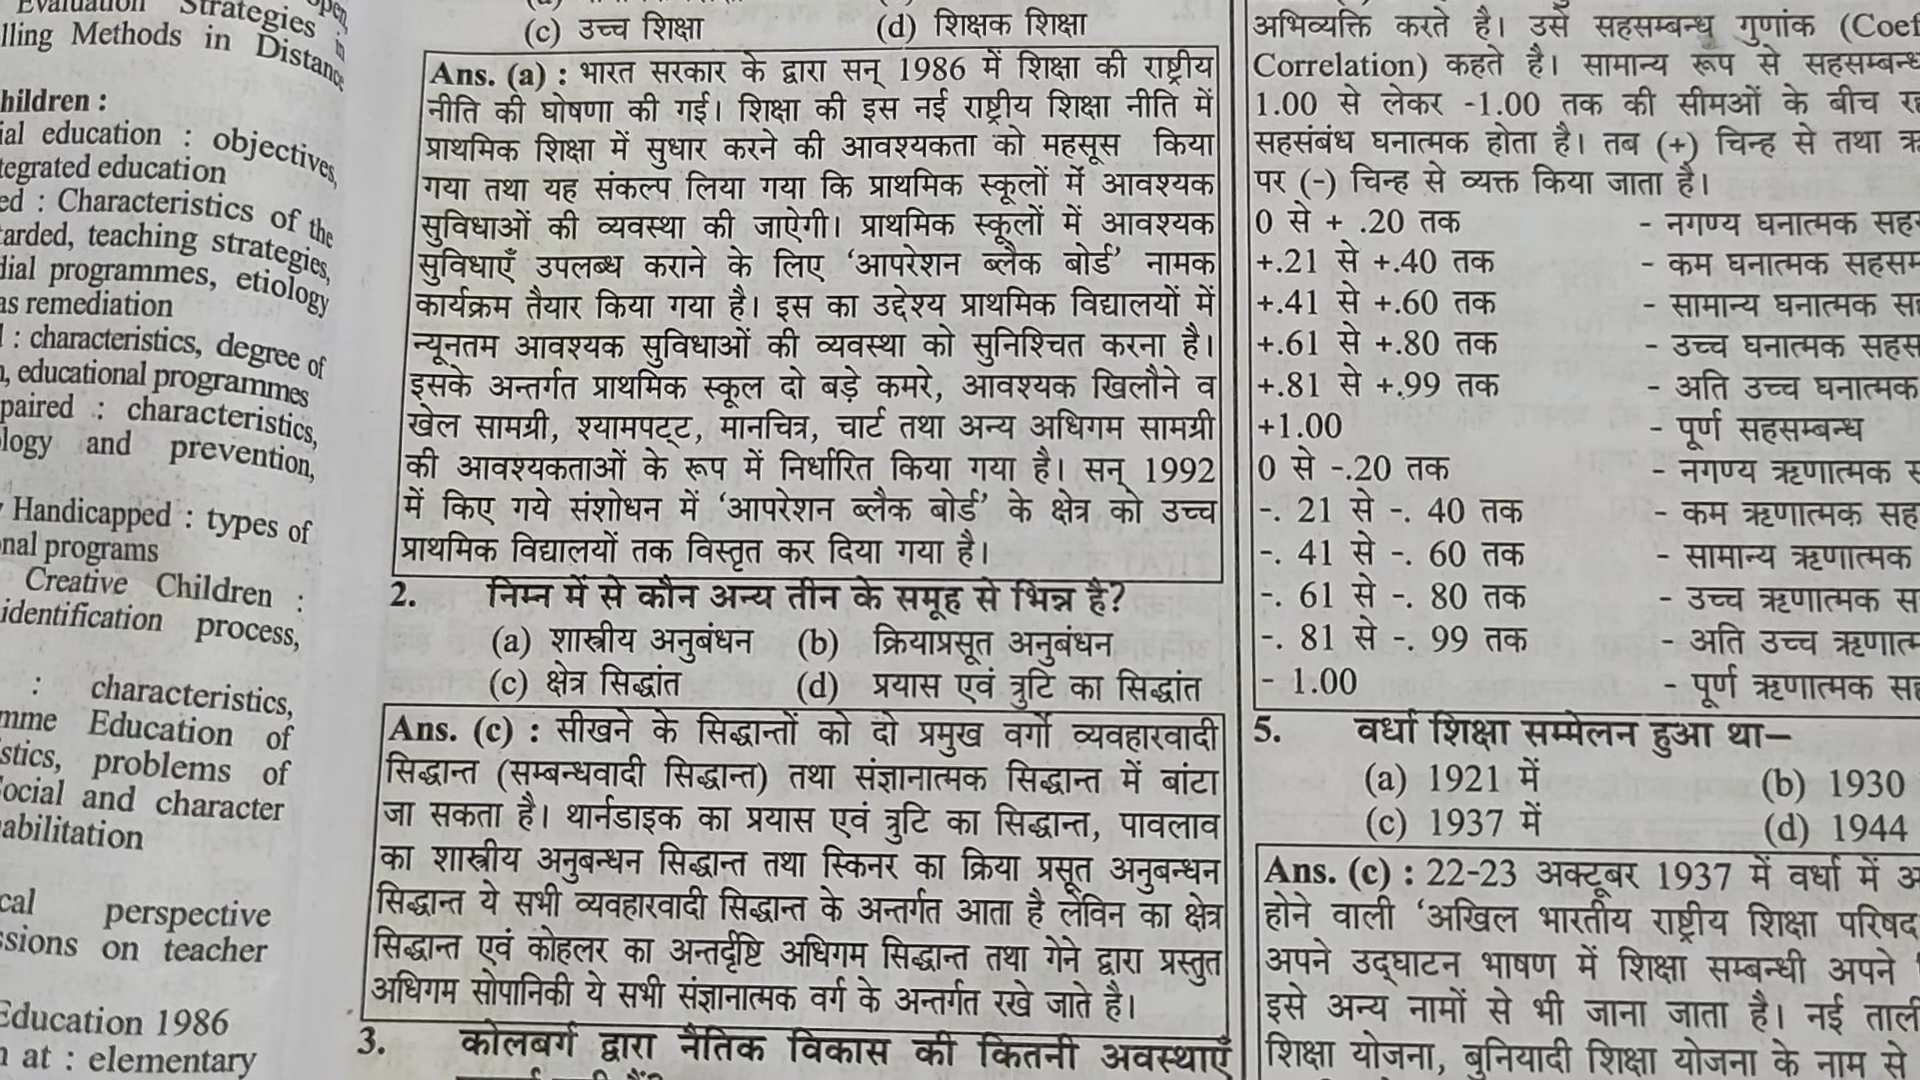 Evaluation Strategies in
lling Methods in Distance
hildren :
ial education : objectives,
tegrated education
ed : Characteristics of the
arded, teaching strategies,
dial programmes, etiology
as remediation
: characteristics, degree of
, educational programmes
paired : characteristics,
logy and prevention,
Handicapped : types of
nal programs
Creative Children :
identification process,
: characteristics,
mme Education of
stics, problems of
ocial and character
abilitation
cal perspective
ssions on teacher
Education 1986
n at : elementary
(c) उच्च शिक्षा (d) शिक्षक शिक्षा
Ans. (a) : भारत सरकार के द्वारा सन् 1986 में शिक्षा की राष्ट्रीय
नीति की घोषणा की गई। शिक्षा की इस नई राष्ट्रीय शिक्षा नीति में
प्राथमिक शिक्षा में सुधार करने की आवश्यकता को महसूस किया
गया तथा यह संकल्प लिया गया कि प्राथमिक स्कूलों में आवश्यक
सुविधाओं की व्यवस्था की जाऐगी। प्राथमिक स्कूलों में आवश्यक
सुविधाएँ उपलब्ध कराने के लिए ‘आपरेशन ब्लैक बोर्ड’ नामक
कार्यक्रम तैयार किया गया है। इस का उद्देश्य प्राथमिक विद्यालयों में
न्यूनतम आवश्यक सुविधाओं की व्यवस्था को सुनिश्चित करना है।
इसके अन्तर्गत प्राथमिक स्कूल दो बड़े कमरे, आवश्यक खिलौने व
खेल सामग्री, श्यामपट्ट, मानचित्र, चार्ट तथा अन्य अधिगम सामग्री
की आवश्यकताओं के रूप में निर्धारित किया गया है। सन् 1992
में किए गये संशोधन में ‘आपरेशन ब्लैक बोर्ड’ के क्षेत्र को उच्च
प्राथमिक विद्यालयों तक विस्तृत कर दिया गया है।
2. निम्न में से कौन अन्य तीन के समूह से भिन्न है?
(a) शास्त्रीय अनुबंधन (b) क्रियाप्रसूत अनुबंधन
(c) क्षेत्र सिद्धांत (d) प्रयास एवं त्रुटि का सिद्धांत
Ans. (c) : सीखने के सिद्धान्तों को दो प्रमुख वर्गो व्यवहारवादी
सिद्धान्त (सम्बन्धवादी सिद्धान्त) तथा संज्ञानात्मक सिद्धान्त में बांटा
जा सकता है। थार्नडाइक का प्रयास एवं त्रुटि का सिद्धान्त, पावलाव
का शास्त्रीय अनुबन्धन सिद्धान्त तथा स्किनर का क्रिया प्रसूत अनुबन्धन
सिद्धान्त ये सभी व्यवहारवादी सिद्धान्त के अन्तर्गत आता है लेविन का क्षेत्र
सिद्धान्त एवं कोहलर का अन्तर्दृष्टि अधिगम सिद्धान्त तथा गेने द्वारा प्रस्तुत
अधिगम सोपानिकी ये सभी संज्ञानात्मक वर्ग के अन्तर्गत रखे जाते है।
3. कोलबर्ग द्वारा नैतिक विकास की कितनी अवस्थाएँ
अभिव्यक्ति करते है। उसे सहसम्बन्ध गुणांक (Coef
Correlation) कहते है। सामान्य रूप से सहसम्बन्ध
1.00 से लेकर -1.00 तक की सीमओं के बीच
सहसंबंध घनात्मक होता है। तब (+) चिन्ह से तथा
पर (-) चिन्ह से व्यक्त किया जाता है।
0 से + .20 तक - नगण्य घनात्मक
+.21 से +.40 तक - कम घनात्मक
+.41 से +.60 तक - सामान्य घनात्मक
+.61 से +.80 तक - उच्च घनात्मक
+.81 से +.99 तक - अति उच्च घनात्मक
+1.00 - पूर्ण सहसम्बन्ध
0 से -.20 तक - नगण्य ऋणात्मक
-. 21 से -. 40 तक - कम ऋणात्मक
-. 41 से -. 60 तक - सामान्य ऋणात्मक
-. 61 से -. 80 तक - उच्च ऋणात्मक
-. 81 से -. 99 तक - अति उच्च
- 1.00 - पूर्ण ऋणात्मक
5. वर्धा शिक्षा सम्मेलन हुआ था–
(a) 1921 में (b) 1930
(c) 1937 में (d) 1944
Ans. (c) : 22-23 अक्टूबर 1937 में वर्धा में
होने वाली ‘अखिल भारतीय राष्ट्रीय शिक्षा परिषद
अपने उद्घाटन भाषण में शिक्षा सम्बन्धी अपने
इसे अन्य नामों से भी जाना जाता है। नई ताली
शिक्षा योजना, बुनियादी शिक्षा योजना के नाम से